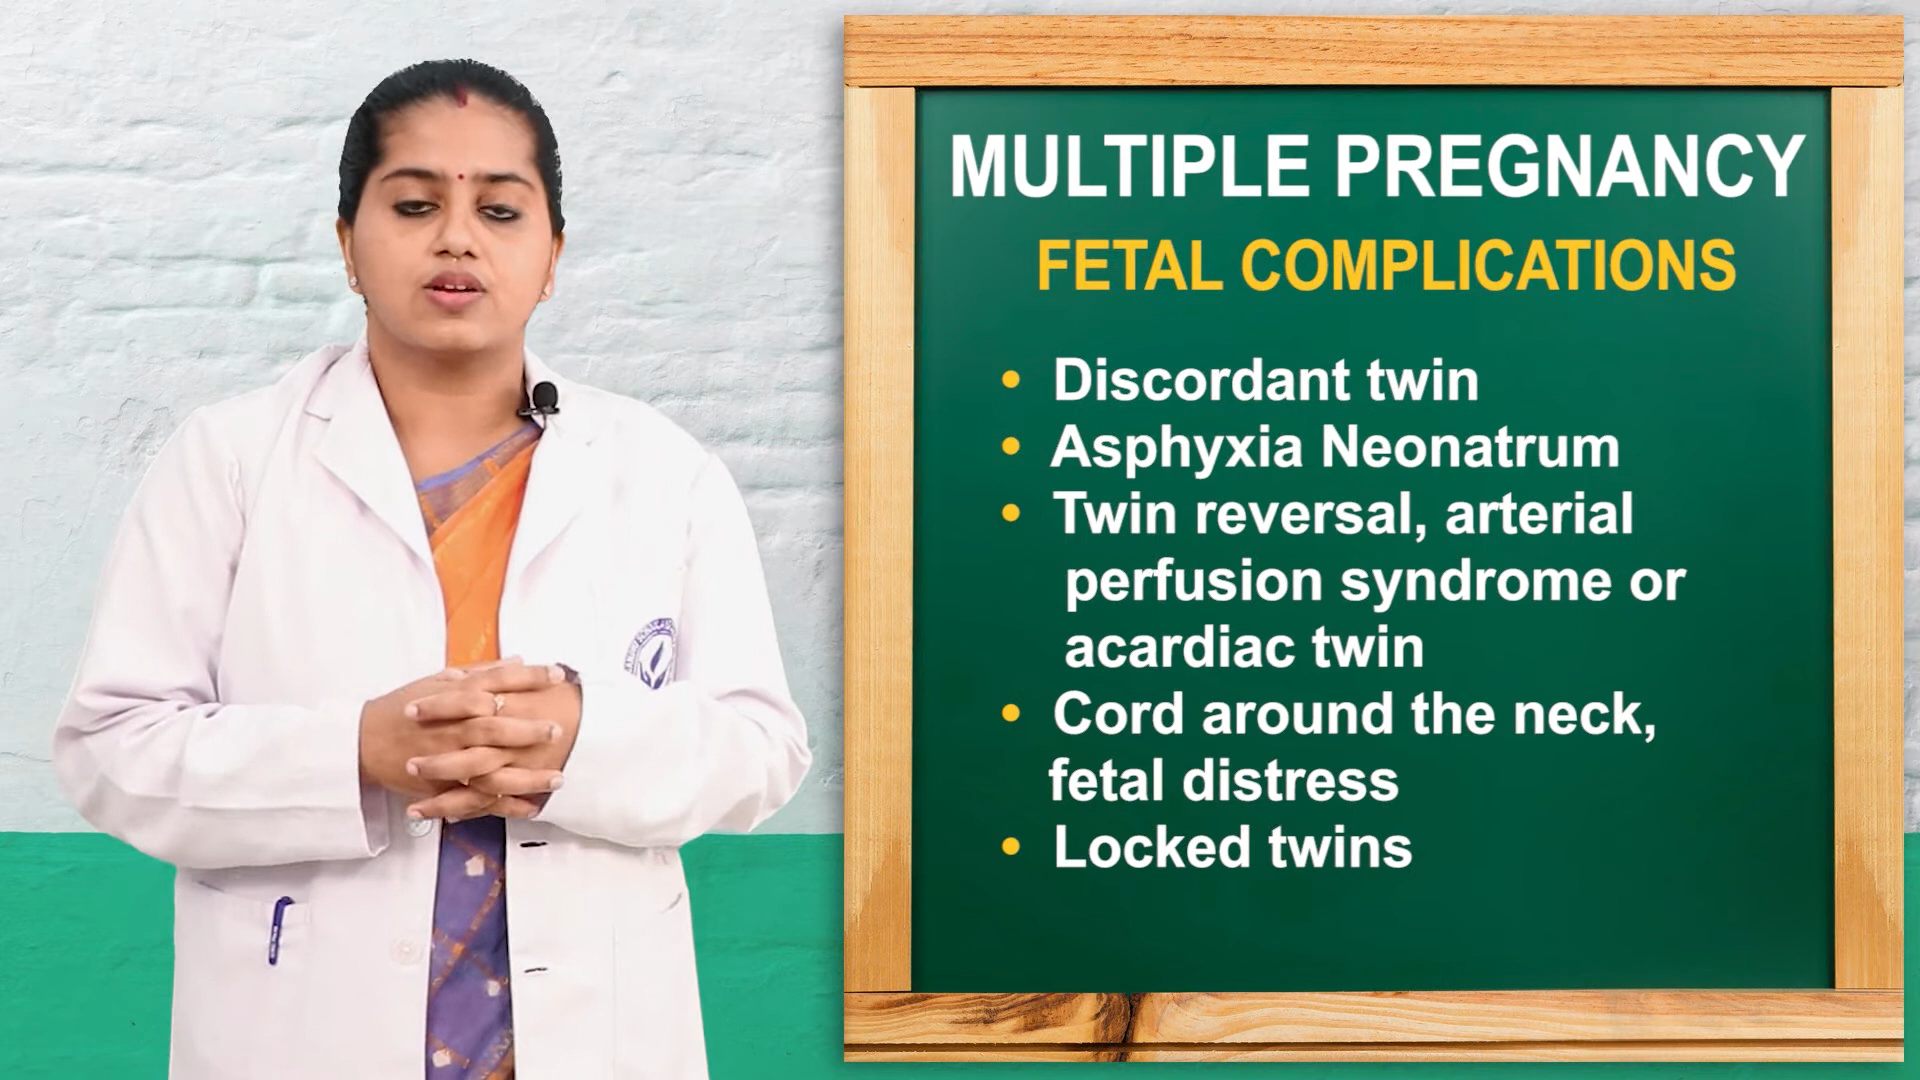 MULTIPLE PREGNANCY
FETAL COMPLICATIONS
• Discordant twin
• Asphyxia Neonatrum
• Twin reversal, arterial
perfusion syndrome or
acardiac twin
• Cord around the neck,
fetal distress
• Locked twins